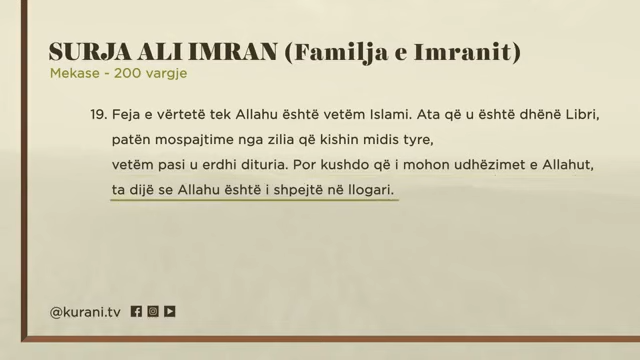 SURJA ALI IMRAN (Familja e Imranit)
Mekase - 200 vargje
19. Feja e vërtetë tek Allahu është vetëm Islami. Ata që u është dhënë Libri,
patën mospajtime nga zilia që kishin midis tyre,
vetëm pasi u erdhi dituria. Por kushdo që i mohon udhëzimet e Allahut,
ta dijë se Allahu është i shpejtë në llogari.
@kurani.tv